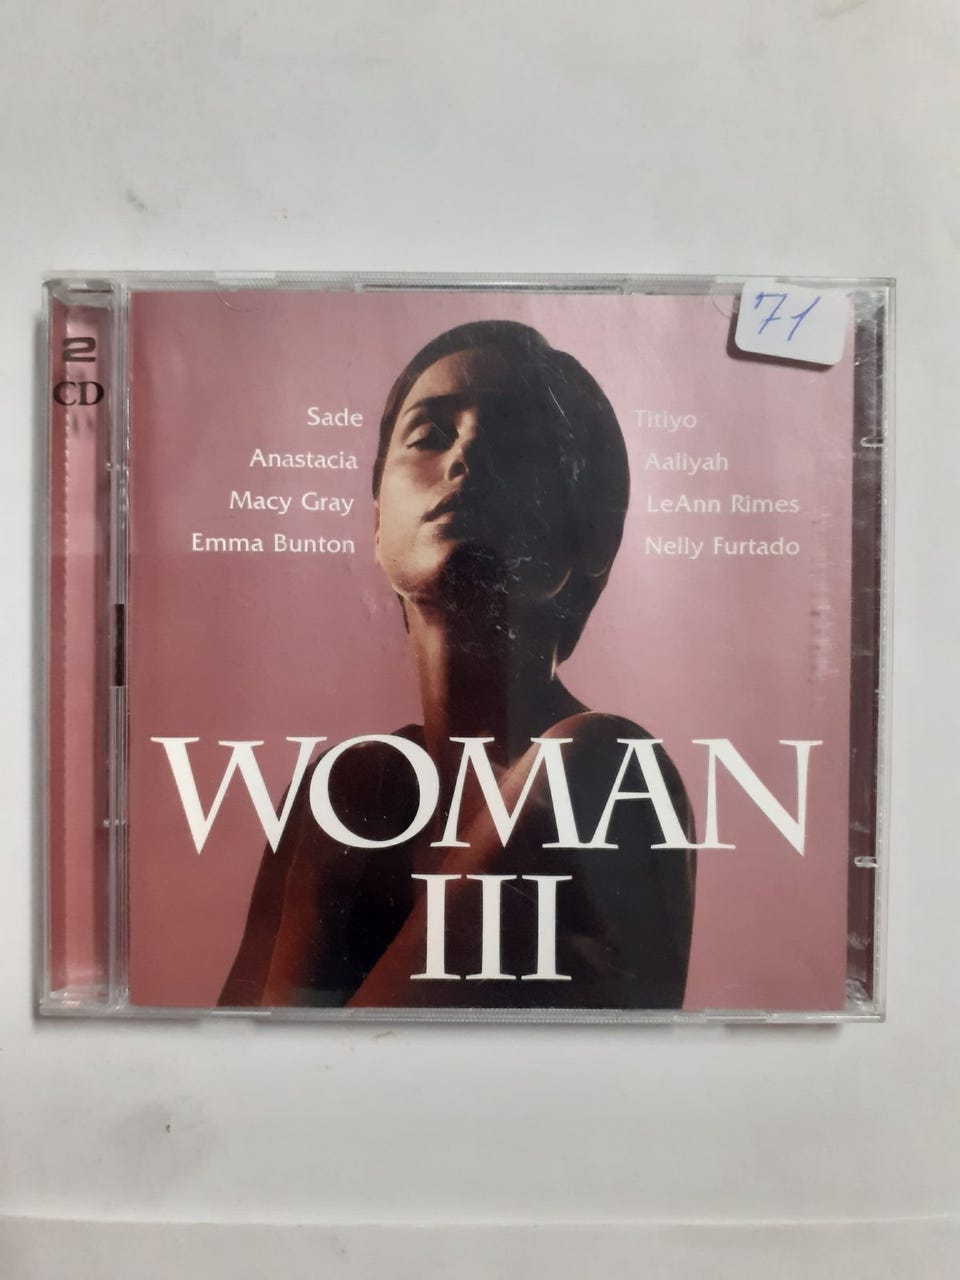 71
2
CD
Sade
Anastacia
Macy Gray
Emma Bunton
Titiyo
Aaliyah
LeAnn Rimes
Nelly Furtado
WOMAN
III